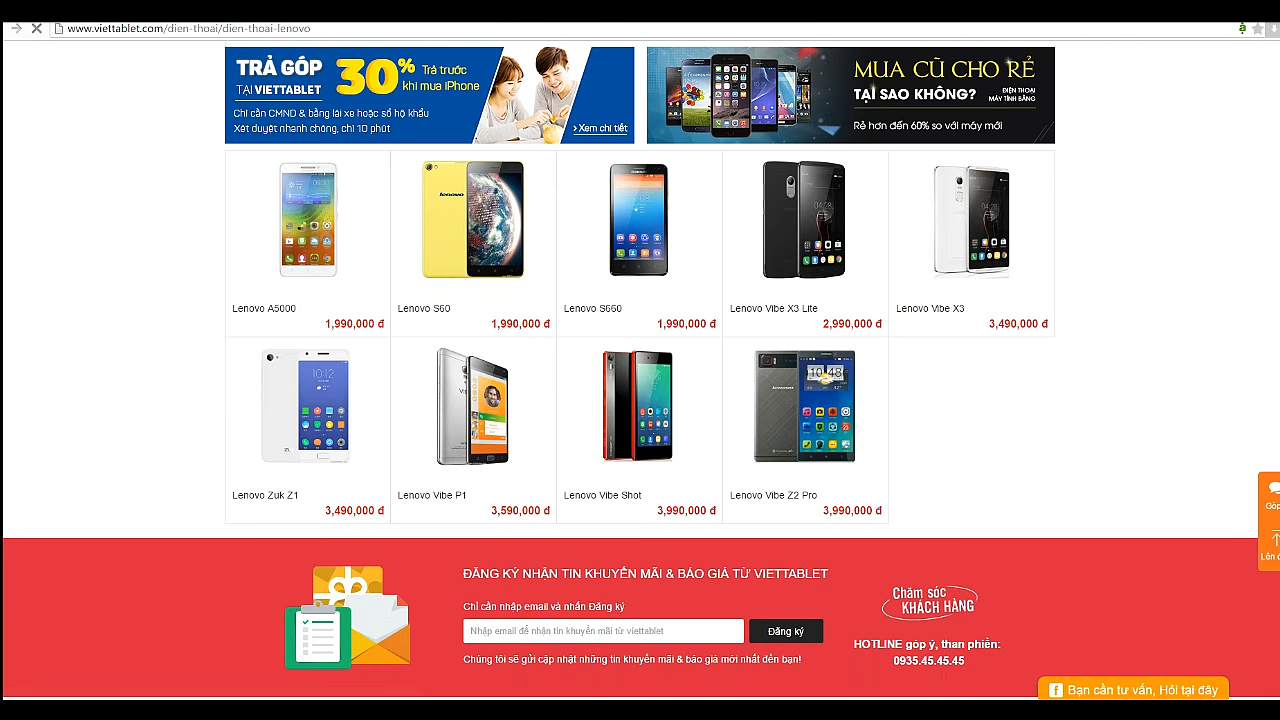 www.viettablet.com/dien-thoai/dien-thoai-lenovo
TRẢ GÓP
TẠI VIETTABLET
30%
Trả trước
khi mua iPhone
Chỉ cần CMND & bằng lái xe hoặc sổ hộ khẩu
Xét duyệt nhanh chóng, chỉ 10 phút
> Xem chi tiết
MUA CŨ CHO RẺ
TẠI SAO KHÔNG?
ĐIỆN THOẠI
MÁY TÍNH BẢNG
Rẻ hơn đến 60% so với máy mới
Lenovo A5000
1,990,000 đ
Lenovo S60
1,990,000 đ
Lenovo S660
1,990,000 đ
Lenovo Vibe X3 Lite
2,990,000 đ
Lenovo Vibe X3
3,490,000 đ
Lenovo Zuk Z1
3,490,000 đ
Lenovo Vibe P1
3,590,000 đ
Lenovo Vibe Shot
3,990,000 đ
Lenovo Vibe Z2 Pro
3,990,000 đ
Góp
Lên
ĐĂNG KÝ NHẬN TIN KHUYẾN MÃI & BÁO GIÁ TỪ VIETTABLET
Chỉ cần nhập email và nhấn Đăng ký
Nhập email để nhận tin khuyến mãi từ viettablet
Đăng ký
Chúng tôi sẽ gửi cập nhật những tin khuyến mãi & báo giá mới nhất đến bạn!
Chăm sóc
KHÁCH HÀNG
HOTLINE góp ý, than phiền:
0935.45.45.45
Bạn cần tư vấn, Hỏi tại đây